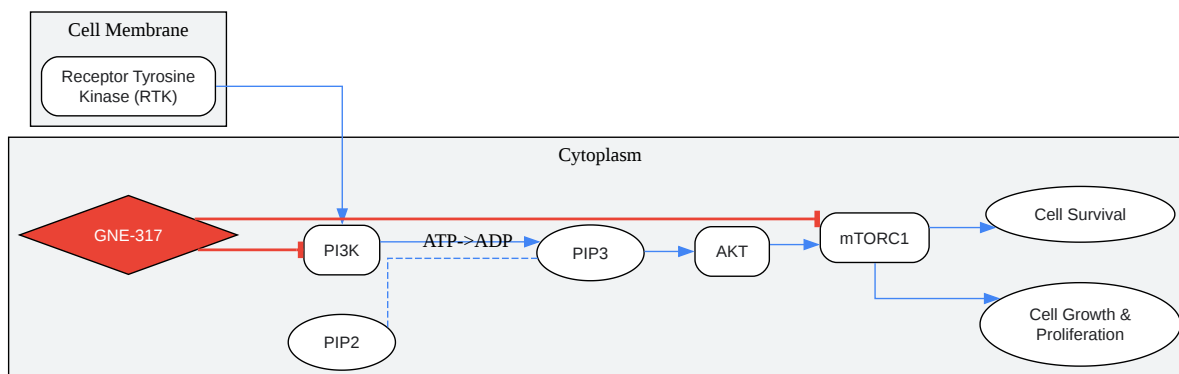 Cell Membrane
Receptor Tyrosine
Kinase (RTK)
Cytoplasm
GNE-317
PI3K
ATP->ADP
PIP3
AKT
mTORC1
Cell Survival
PIP2
Cell Growth &
Proliferation